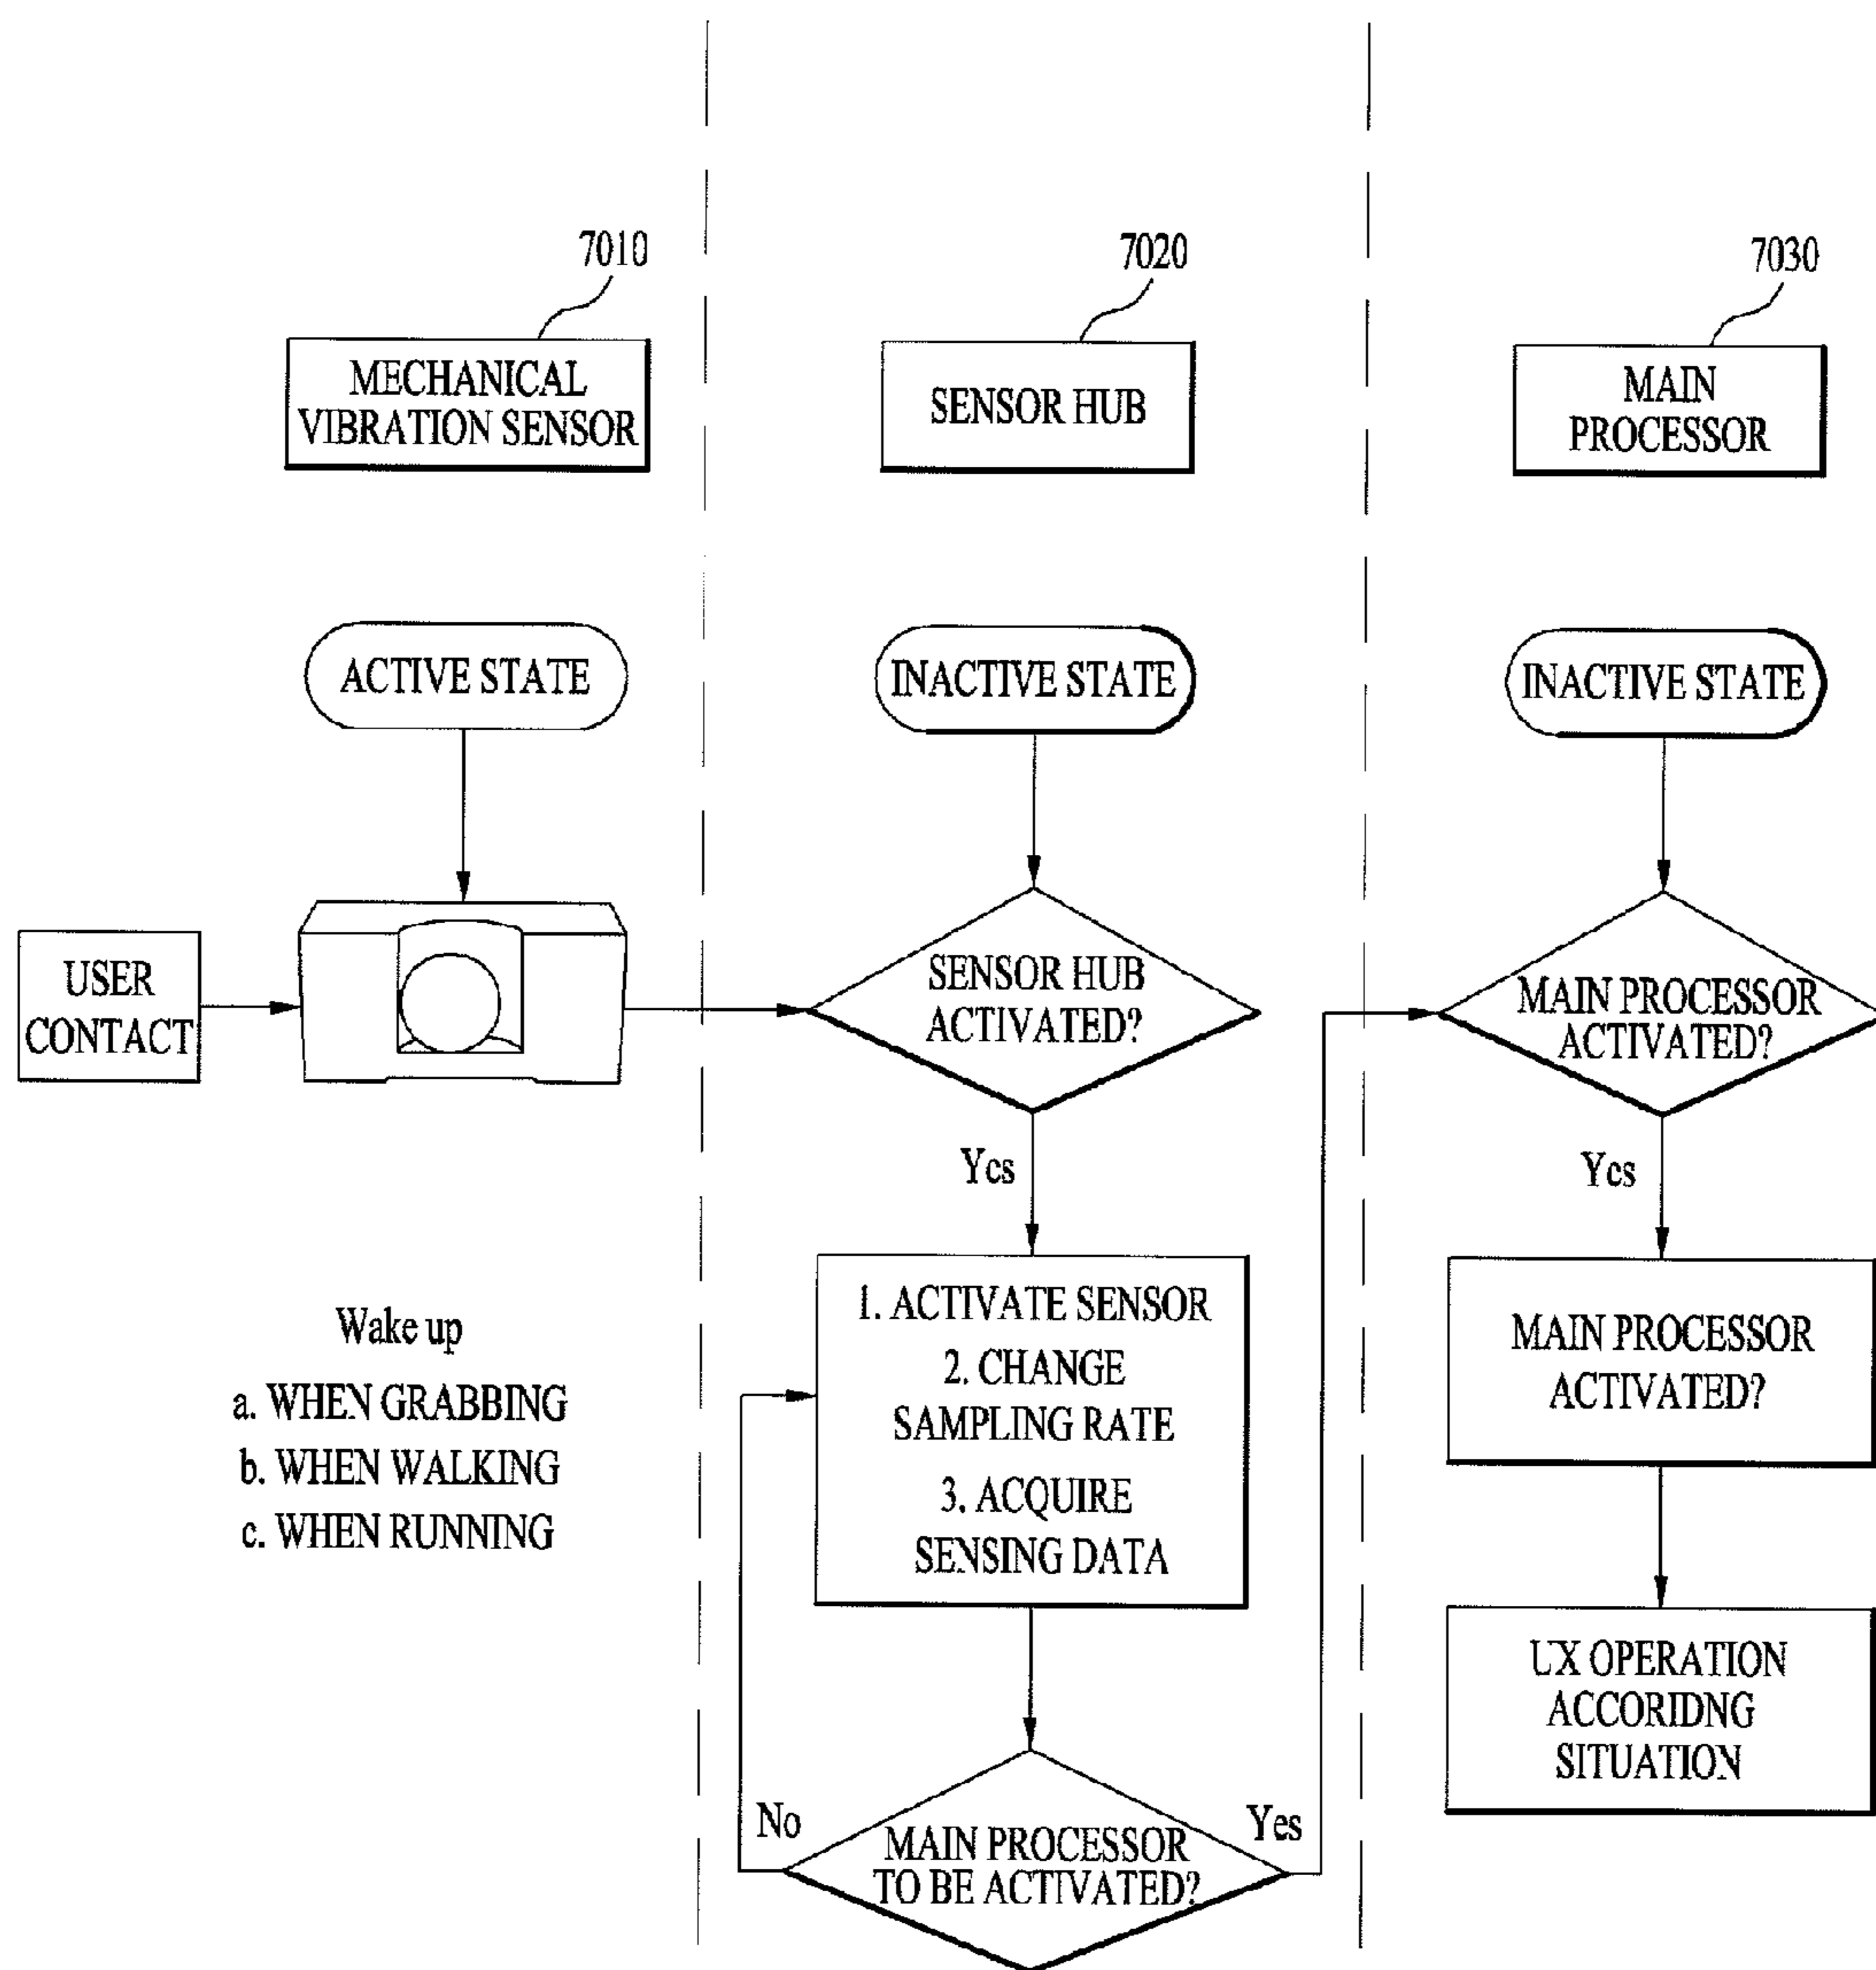 7010
7020
7030
MECHANICAL
VIBRATION SENSOR
SENSOR HUB
MAIN
PROCESSOR
ACTIVE STATE
INACTIVE STATE
INACTIVE STATE
USER
CONTACT
SENSOR HUB
ACTIVATED?
MAIN PROCESSOR
ACTIVATED?
Yes
Yes
Wake up
a. WHEN GRABBING
b. WHEN WALKING
c. WHEN RUNNING
1. ACTIVATE SENSOR
2. CHANGE
SAMPLING RATE
3. ACQUIRE
SENSING DATA
MAIN PROCESSOR
ACTIVATED?
UX OPERATION
ACCORIDNG
SITUATION
No
Yes
MAIN PROCESSOR
TO BE ACTIVATED?